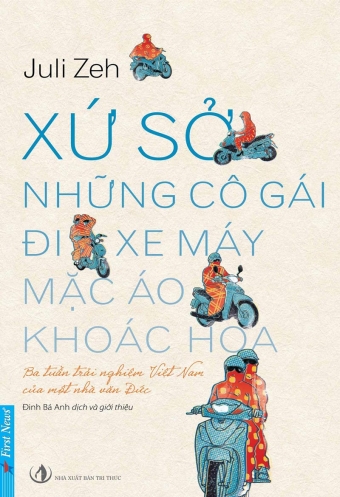 Juli Zeh
XỨ SỞ
NHỮNG CÔ GÁI
ĐI XE MÁY
MẶC ÁO
KHOÁC HOA
Ba tuần trải nghiệm Việt Nam
của một nhà văn Đức
Đinh Bá Anh dịch và giới thiệu
First News
NHÀ XUẤT BẢN TRI THỨC